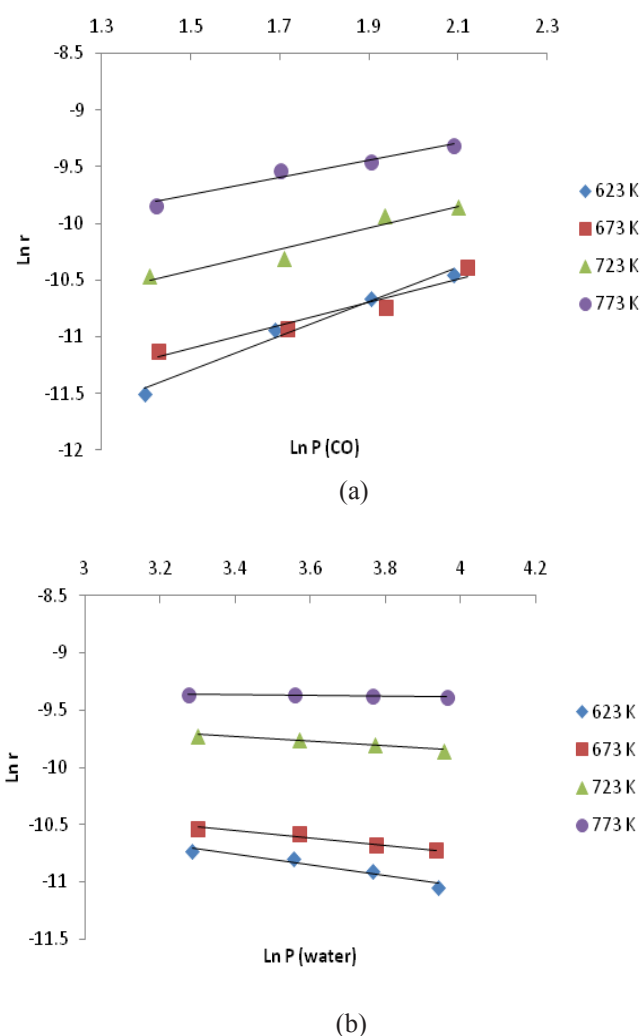 1.3 1.5 1.7 1.9 2.1 2.3
-8.5
-9
-9.5
-10
-10.5
-11
-11.5
-12
Ln r
Ln P (CO)
623 K
673 K
723 K
773 K
(a)
3 3.2 3.4 3.6 3.8 4 4.2
-8.5
-9
-9.5
-10
-10.5
-11
-11.5
Ln r
Ln P (water)
623 K
673 K
723 K
773 K
(b)